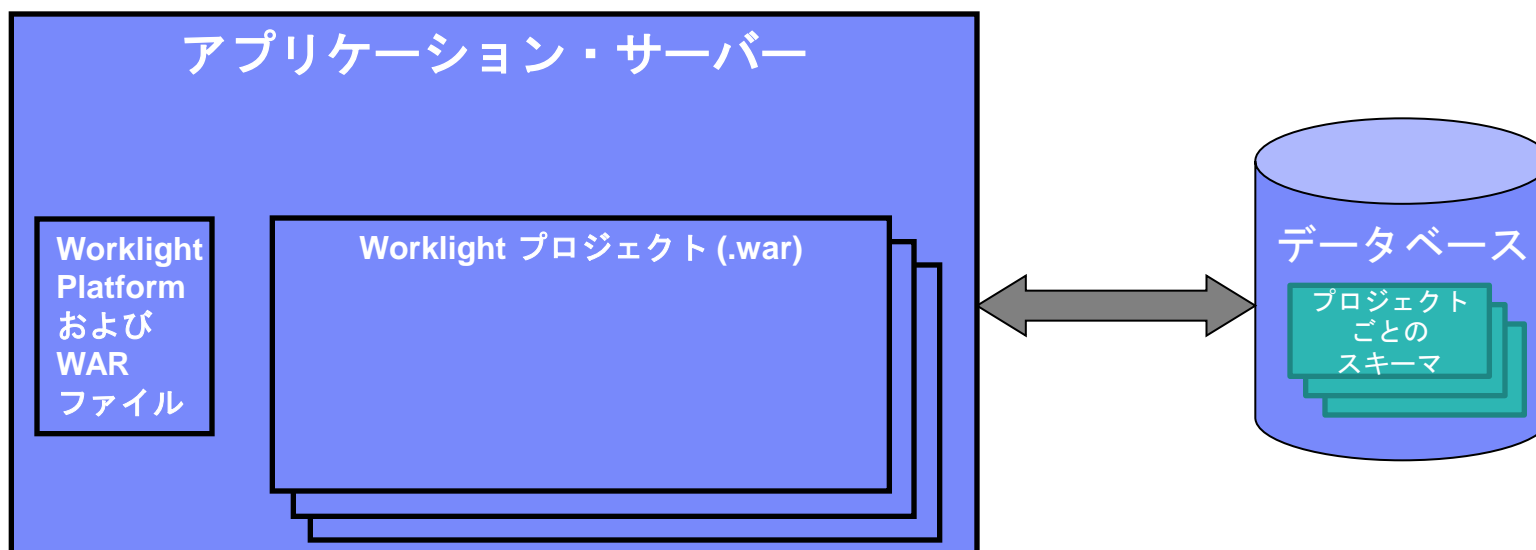 アプリケーション・サーバー
Worklight
Platform
および
WAR
ファイル
Worklight プロジェクト (.war)
データベース
プロジェクト
ごとの
スキーマ